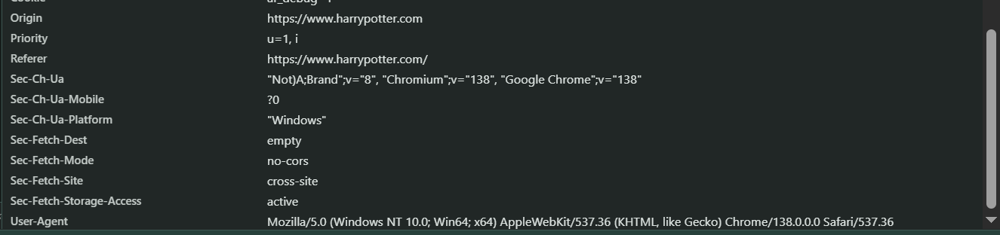 Origin https://www.harrypotter.com
Priority u=1, i
Referer https://www.harrypotter.com/
Sec-Ch-Ua "Not)A;Brand";v="8", "Chromium";v="138", "Google Chrome";v="138"
Sec-Ch-Ua-Mobile ?0
Sec-Ch-Ua-Platform "Windows"
Sec-Fetch-Dest empty
Sec-Fetch-Mode no-cors
Sec-Fetch-Site cross-site
Sec-Fetch-Storage-Access active
User-Agent Mozilla/5.0 (Windows NT 10.0; Win64; x64) AppleWebKit/537.36 (KHTML, like Gecko) Chrome/138.0.0.0 Safari/537.36